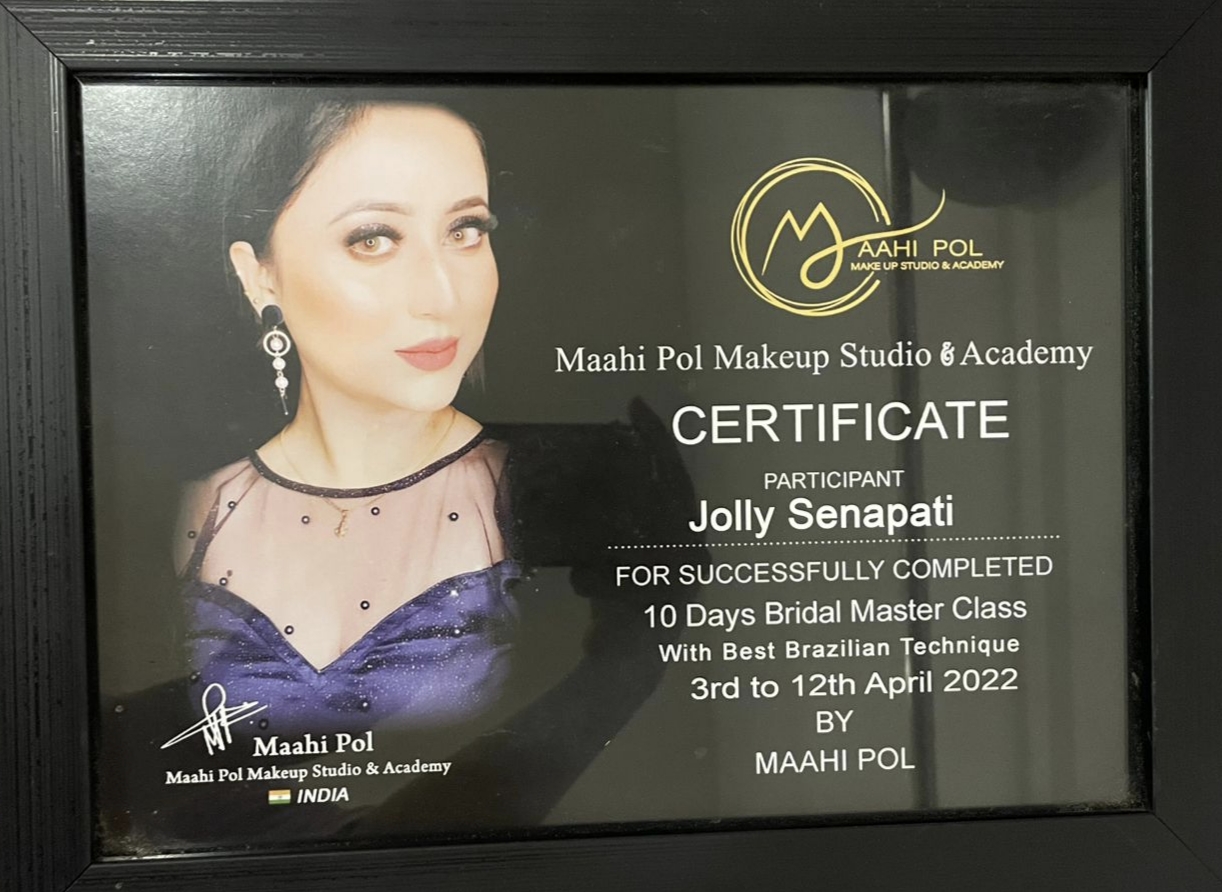 MAAHI POL
MAKE UP STUDIO & ACADEMY
Maahi Pol Makeup Studio & Academy
CERTIFICATE
PARTICIPANT
Jolly Senapati
FOR SUCCESSFULLY COMPLETED
10 Days Bridal Master Class
With Best Brazilian Technique
3rd to 12th April 2022
BY
MAAHI POL
Maahi Pol
Maahi Pol Makeup Studio & Academy
INDIA